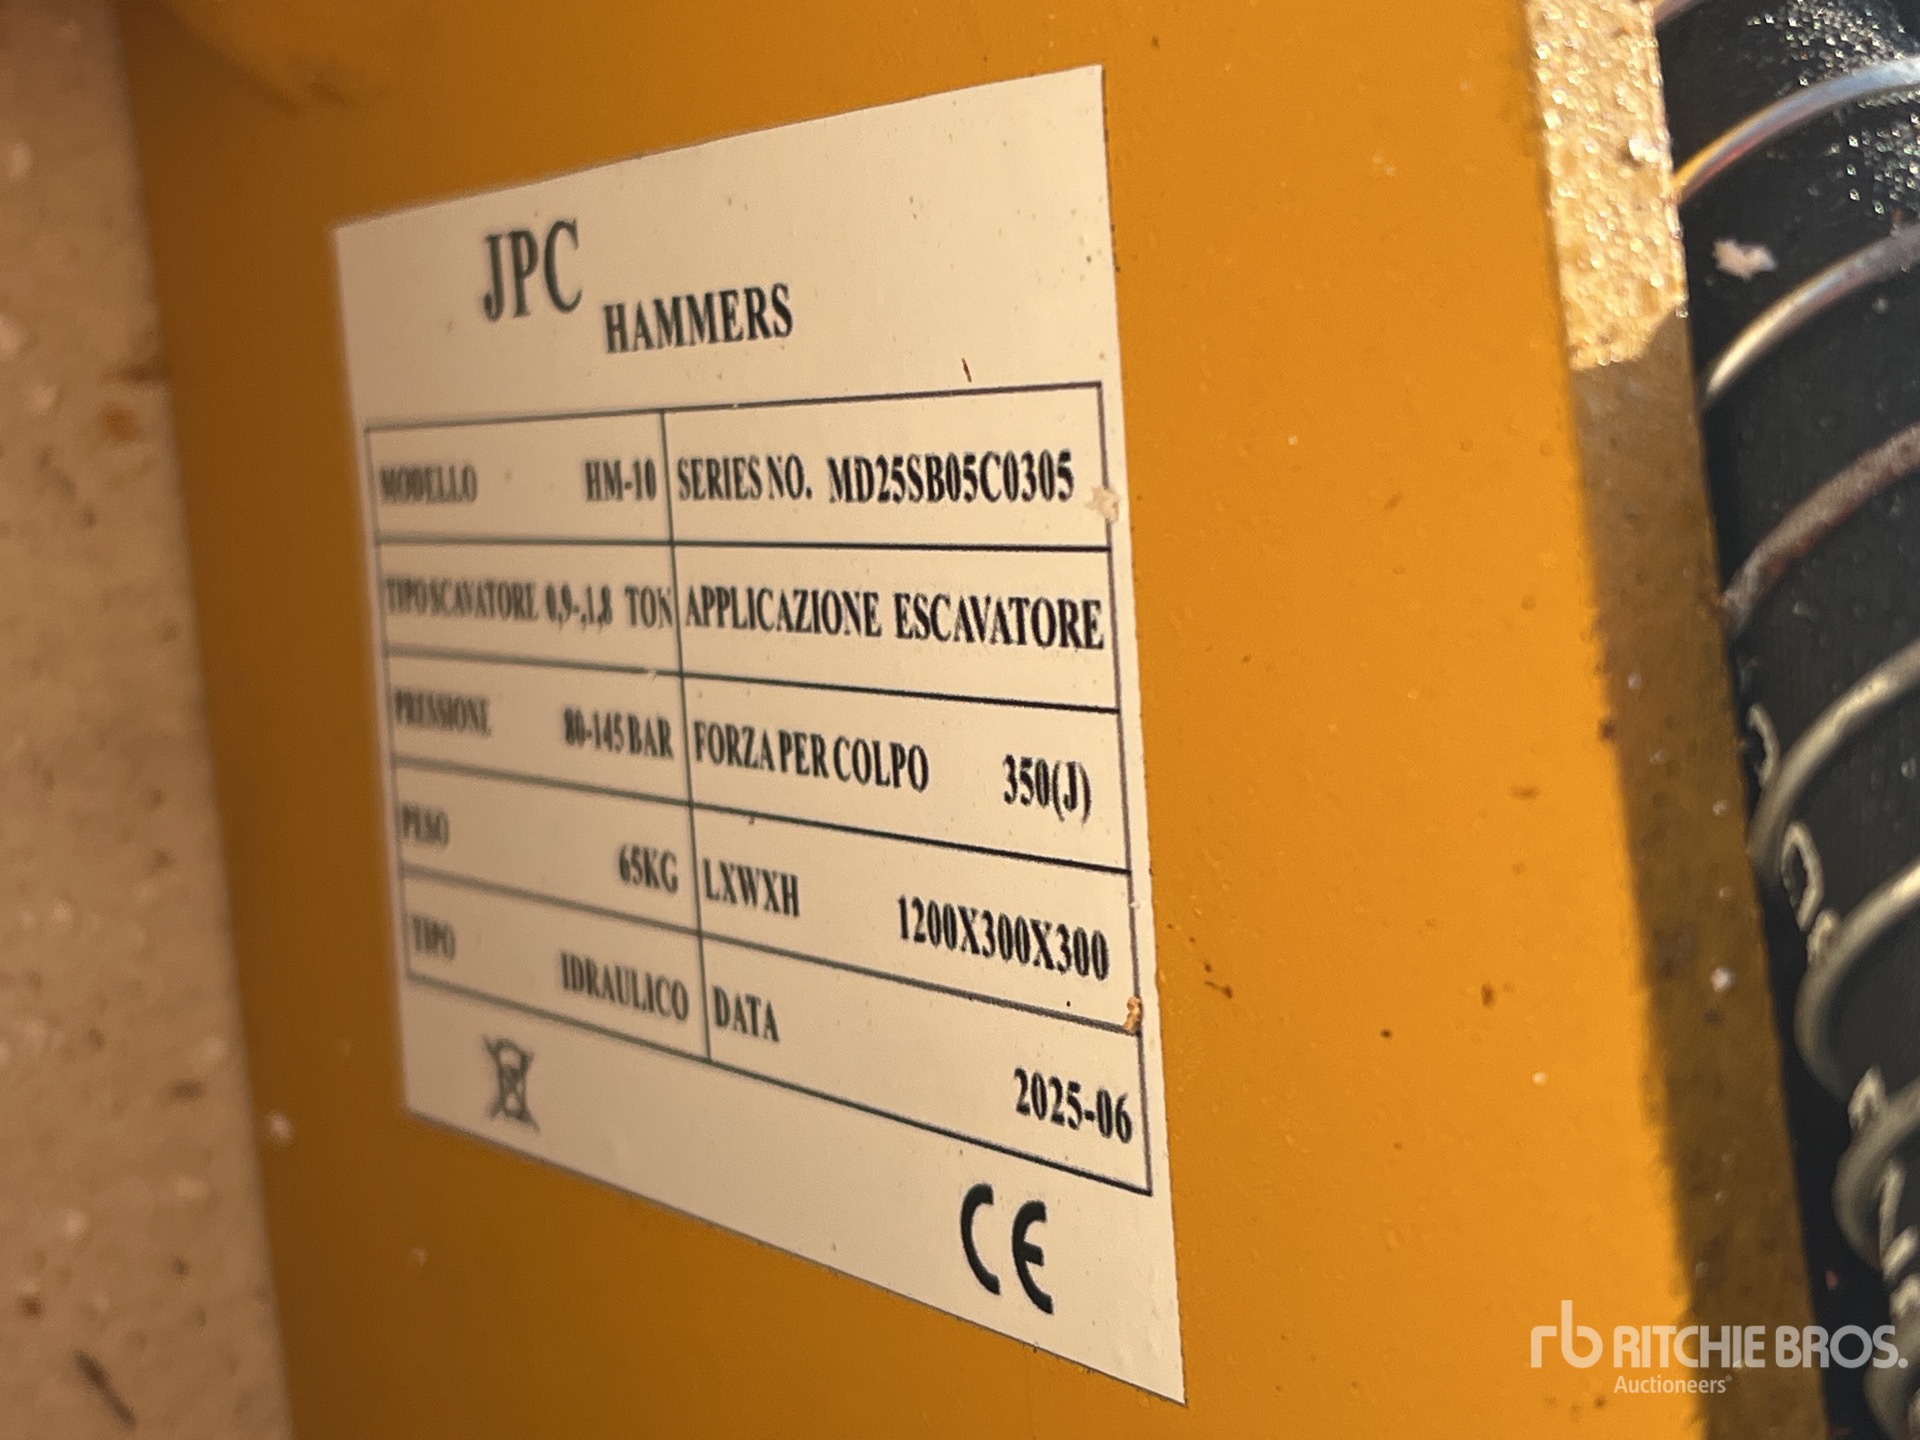 JPC
HAMMERS
MODELLO HM-10 SERIES NO. MD25SB05C0305
TIPO SCAVATORE 0,9-,1,8 TON APPLICAZIONE ESCAVATORE
PRESSIONE 80-145 BAR FORZA PER COLPO 350(J)
PESO 65KG LXWXH 1200X300X300
TIPO IDRAULICO DATA 2025-06
CE
rb RITCHIE BROS.
Auctioneers